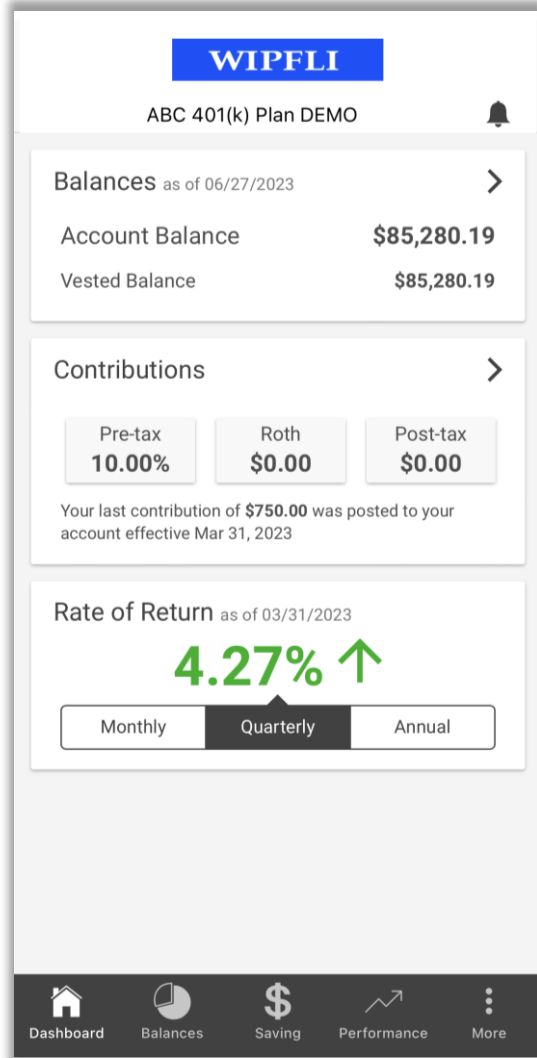 WIPFLI
ABC 401(k) Plan DEMO
Balances as of 06/27/2023
Account Balance $85,280.19
Vested Balance $85,280.19
Contributions
Pre-tax Roth Post-tax
10.00% $0.00 $0.00
Your last contribution of $750.00 was posted to your
account effective Mar 31, 2023
Rate of Return as of 03/31/2023
4.27%
Monthly Quarterly Annual
Dashboard Balances Saving Performance More